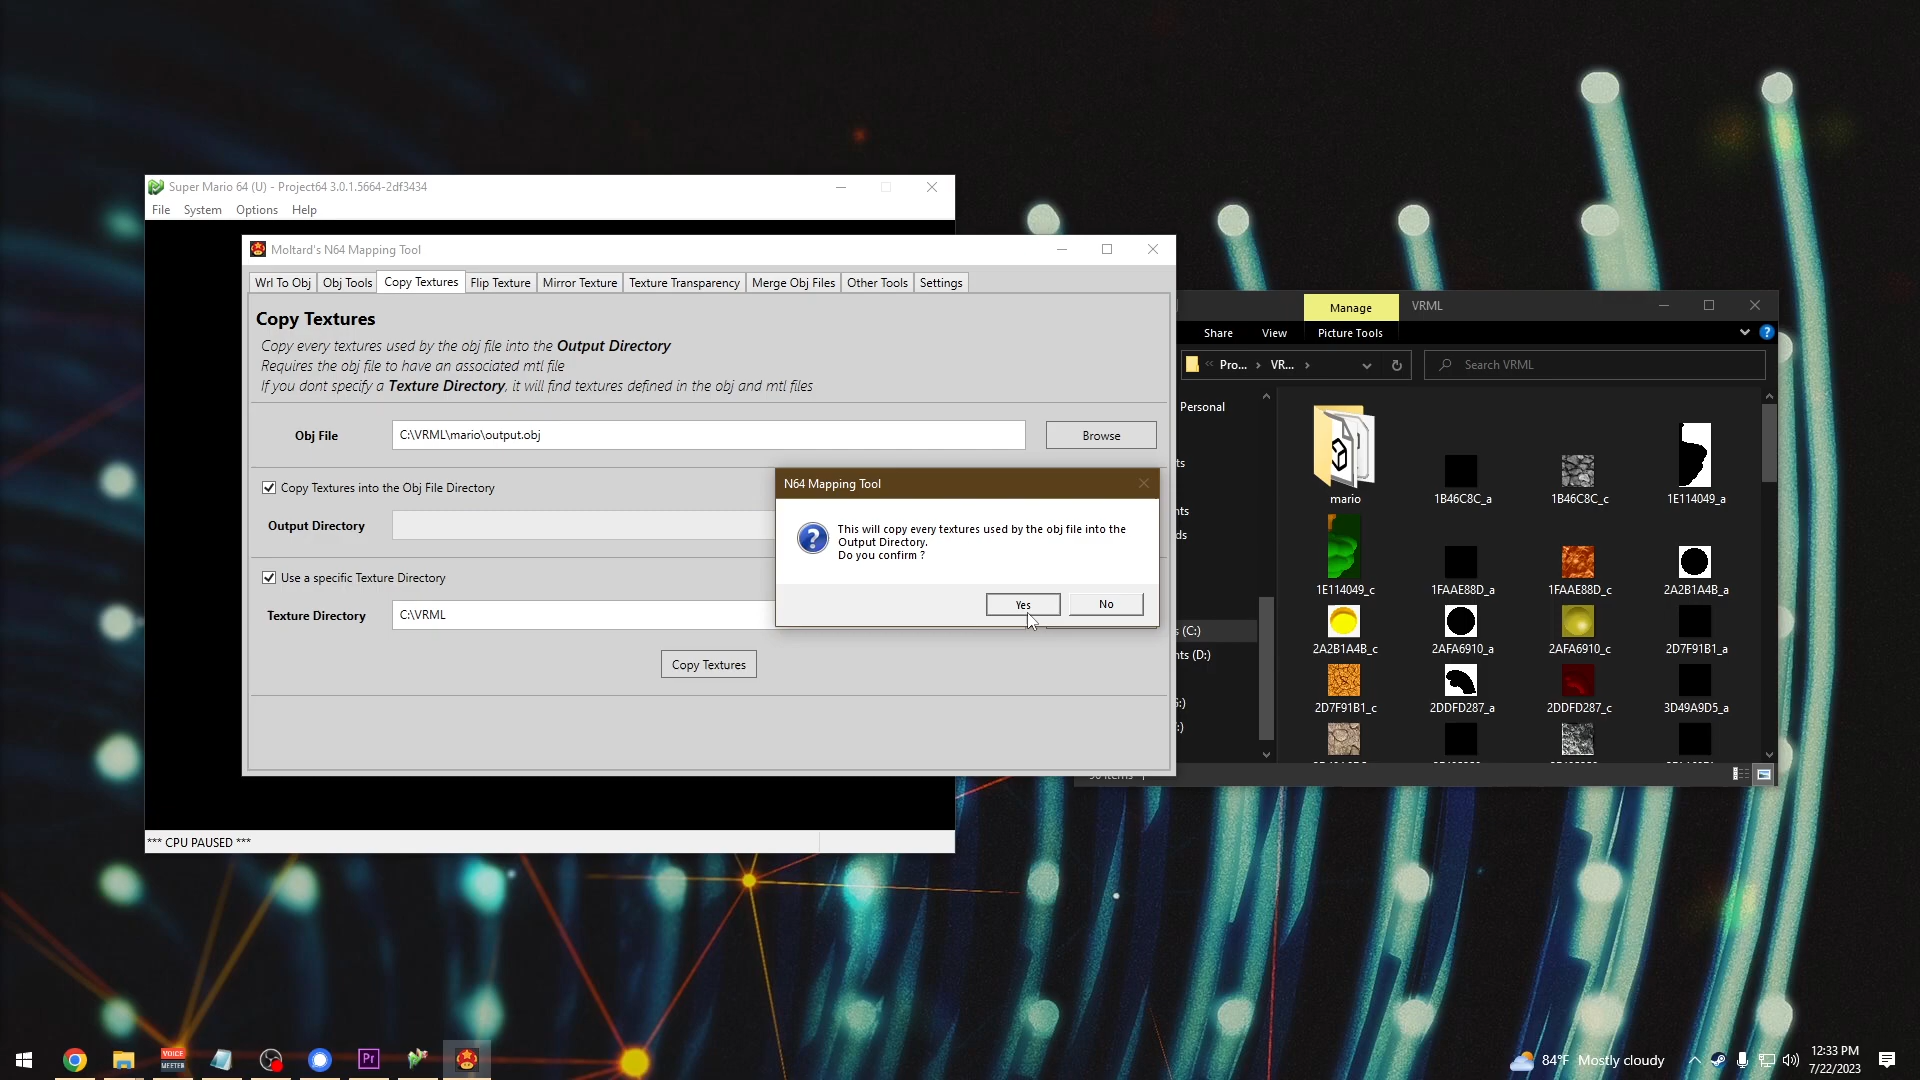 Super Mario 64 (U) - Project64 3.0.1.5664-2df3434
File System Options Help
Moltard's N64 Mapping Tool
Wrl To Obj Obj Tools Copy Textures Flip Texture Mirror Texture Texture Transparency Merge Obj Files Other Tools Settings
Copy Textures
Copy every textures used by the obj file into the Output Directory
Requires the obj file to have an associated mtl file
If you dont specify a Texture Directory, it will find textures defined in the obj and mtl files
Obj File C:\VRML\mario\output.obj Browse
Copy Textures into the Obj File Directory
Output Directory
Use a specific Texture Directory
Texture Directory C:\VRML
Copy Textures
N64 Mapping Tool
This will copy every textures used by the obj file into the
Output Directory.
Do you confirm ?
Yes No
*** CPU PAUSED ***
Manage VRML
Share View Picture Tools
Pro... VR... Search VRML
Personal
ts
nts
ds
s (C:)
nts (D:)
mario 1B46C8C_a 1B46C8C_c 1E114049_a
1E114049_c 1FAAE88D_a 1FAAE88D_c 2A2B1A4B_a
2A2B1A4B_c 2AFA6910_a 2AFA6910_c 2D7F91B1_a
2D7F91B1_c 2DDFD287_a 2DDFD287_c 3D49A9D5_a
VOICE
MEETER
Pr
84°F Mostly cloudy
12:33 PM
7/22/2023